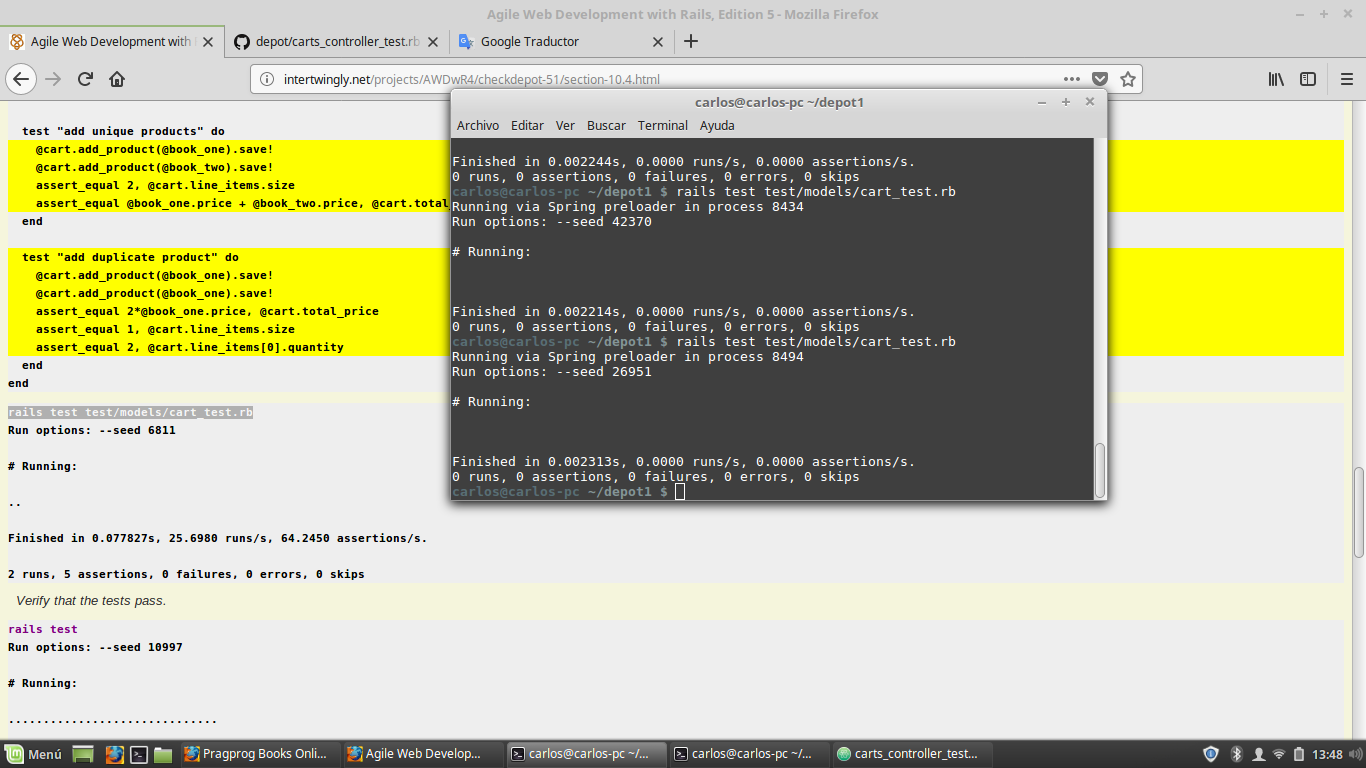 Agile Web Development with Rails, Edition 5 - Mozilla Firefox
Agile Web Development with
depot/carts_controller_test.rb
Google Traductor
intertwingly.net/projects/AWDwR4/checkdepot-51/section-10.4.html
test "add unique products" do
@cart.add_product(@book_one).save!
@cart.add_product(@book_two).save!
assert_equal 2, @cart.line_items.size
assert_equal @book_one.price + @book_two.price, @cart.total
end
test "add duplicate product" do
@cart.add_product(@book_one).save!
@cart.add_product(@book_one).save!
assert_equal 2*@book_one.price, @cart.total_price
assert_equal 1, @cart.line_items.size
assert_equal 2, @cart.line_items[0].quantity
end
end
rails test test/models/cart_test.rb
Run options: --seed 6811
# Running:
..
Finished in 0.077827s, 25.6980 runs/s, 64.2450 assertions/s.
2 runs, 5 assertions, 0 failures, 0 errors, 0 skips
Verify that the tests pass.
rails test
Run options: --seed 10997
# Running:
..............................
carlos@carlos-pc ~/depot1
Archivo Editar Ver Buscar Terminal Ayuda
Finished in 0.002244s, 0.0000 runs/s, 0.0000 assertions/s.
0 runs, 0 assertions, 0 failures, 0 errors, 0 skips
carlos@carlos-pc ~/depot1 $ rails test test/models/cart_test.rb
Running via Spring preloader in process 8434
Run options: --seed 42370
# Running:
Finished in 0.002214s, 0.0000 runs/s, 0.0000 assertions/s.
0 runs, 0 assertions, 0 failures, 0 errors, 0 skips
carlos@carlos-pc ~/depot1 $ rails test test/models/cart_test.rb
Running via Spring preloader in process 8494
Run options: --seed 26951
# Running:
Finished in 0.002313s, 0.0000 runs/s, 0.0000 assertions/s.
0 runs, 0 assertions, 0 failures, 0 errors, 0 skips
carlos@carlos-pc ~/depot1 $
Menú
Pragprog Books Onli...
Agile Web Develop...
carlos@carlos-pc ~/...
carlos@carlos-pc ~/...
carts_controller_test...
13:48